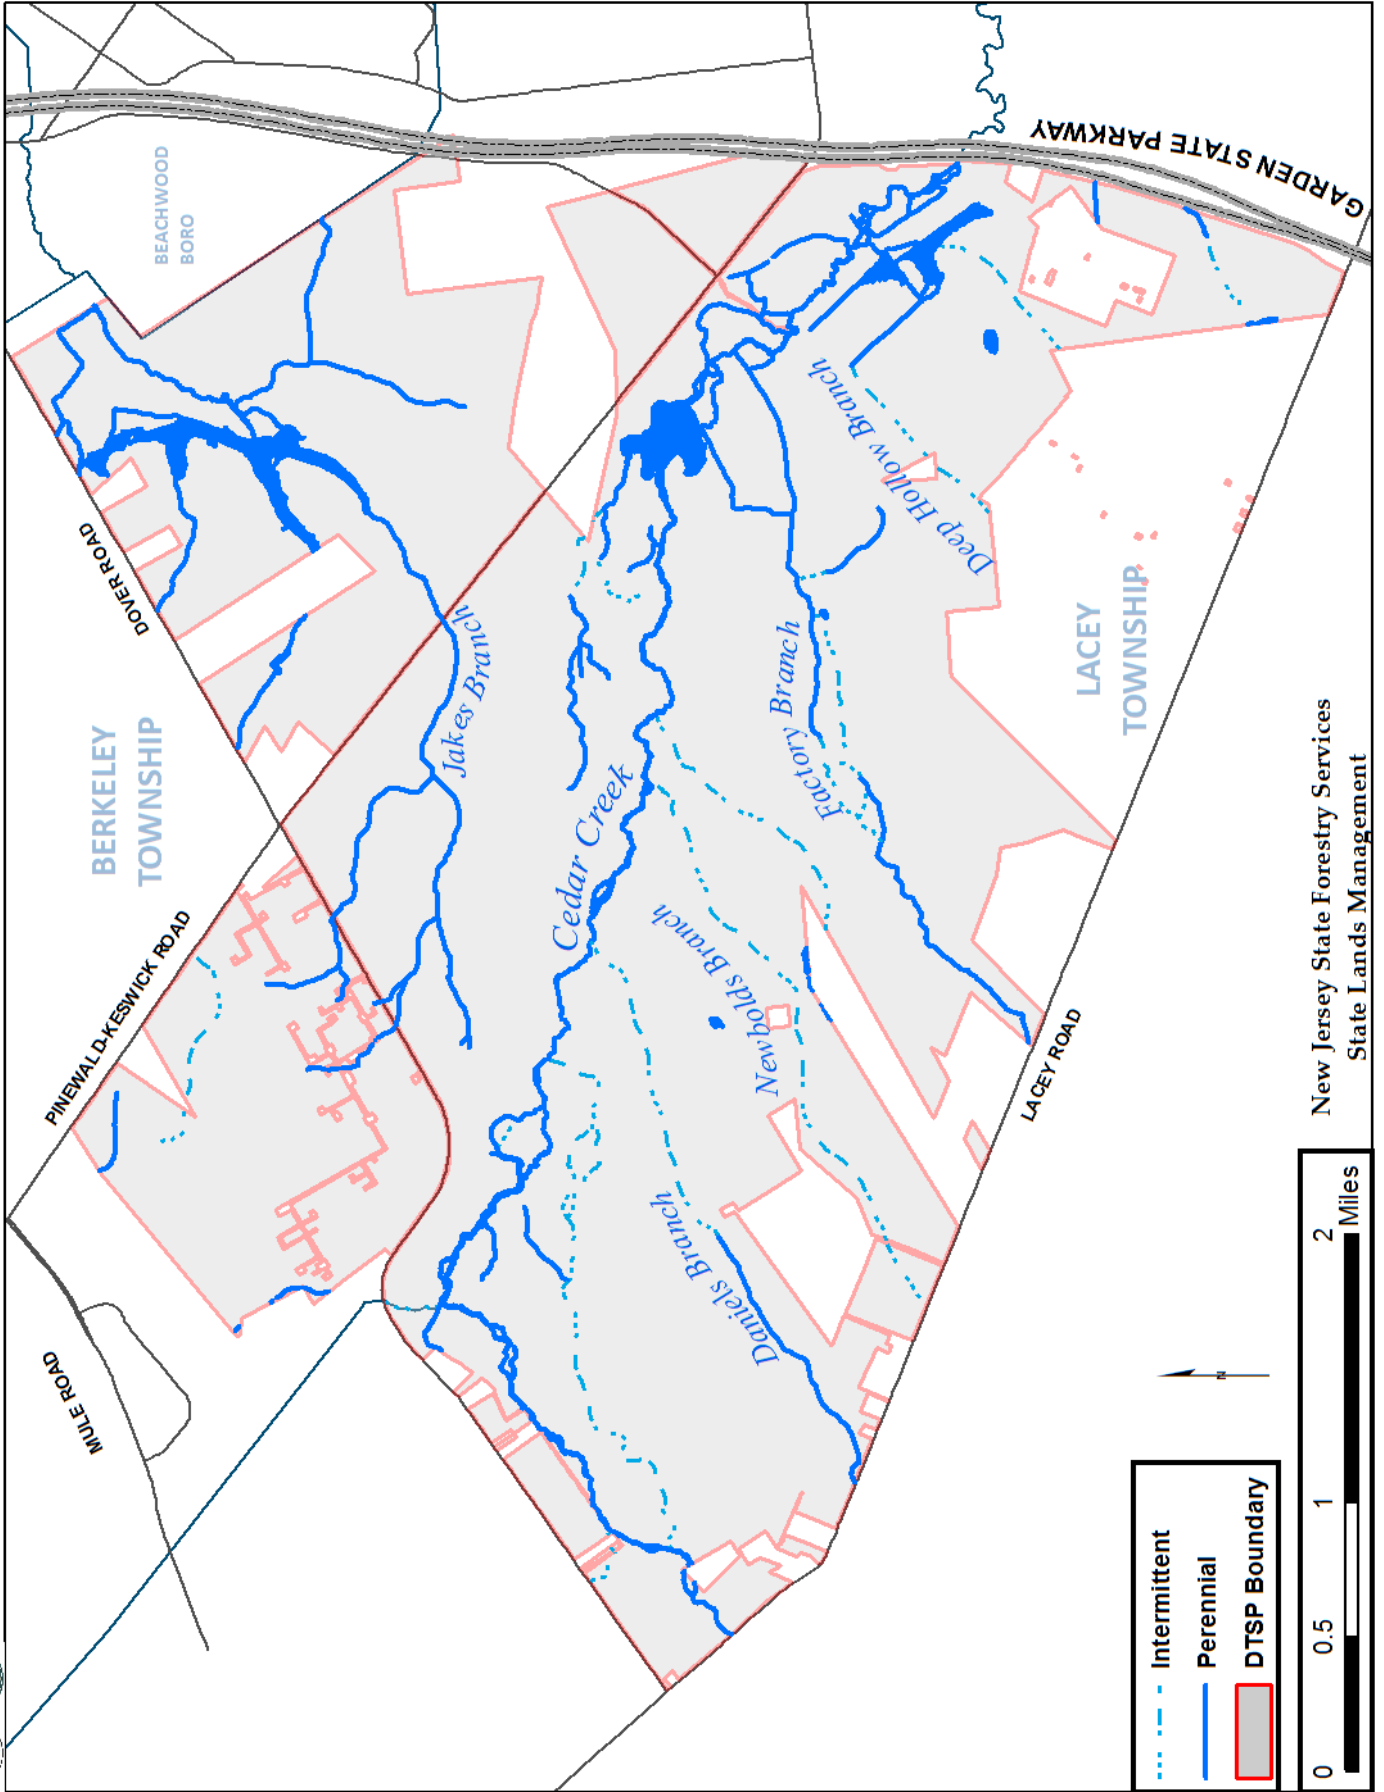 BEACHWOOD
BORO
GARDEN STATE PARKWAY
DOVER ROAD
BERKELEY
TOWNSHIP
PINEWALD-KESWICK ROAD
MULE ROAD
Jakes Branch
Cedar Creek
Factory Branch
Deep Hollow Branch
Newbolds Branch
Daniels Branch
LACEY
TOWNSHIP
LACEY ROAD
N
Intermittent
Perennial
DTSP Boundary
0 0.5 1 2
Miles
New Jersey State Forestry Services
State Lands Management